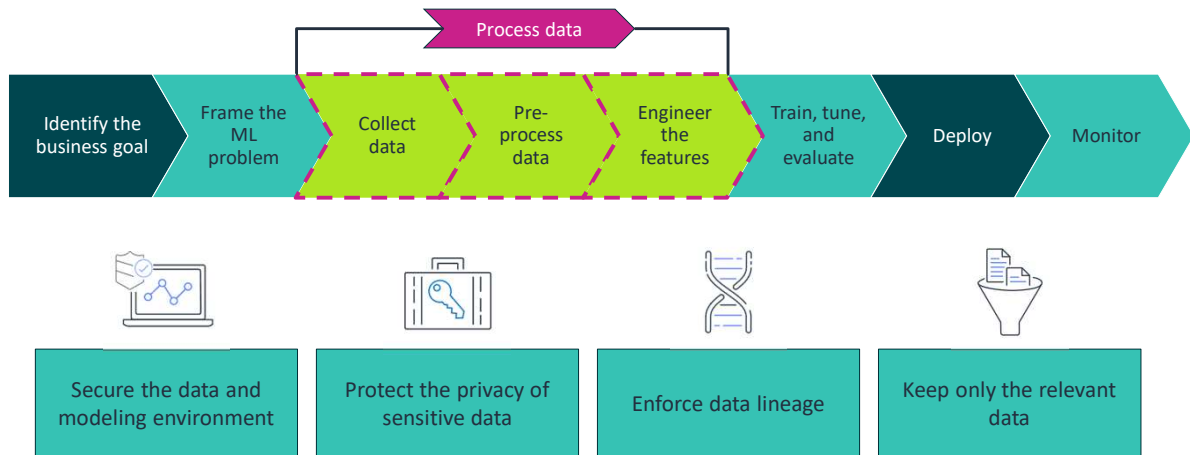 Process data
Identify the
business goal
Frame the
ML
problem
Collect
data
Pre-
process
data
Engineer
the
features
Train, tune,
and
evaluate
Deploy
Monitor
Secure the data and
modeling environment
Protect the privacy of
sensitive data
Enforce data lineage
Keep only the relevant
data